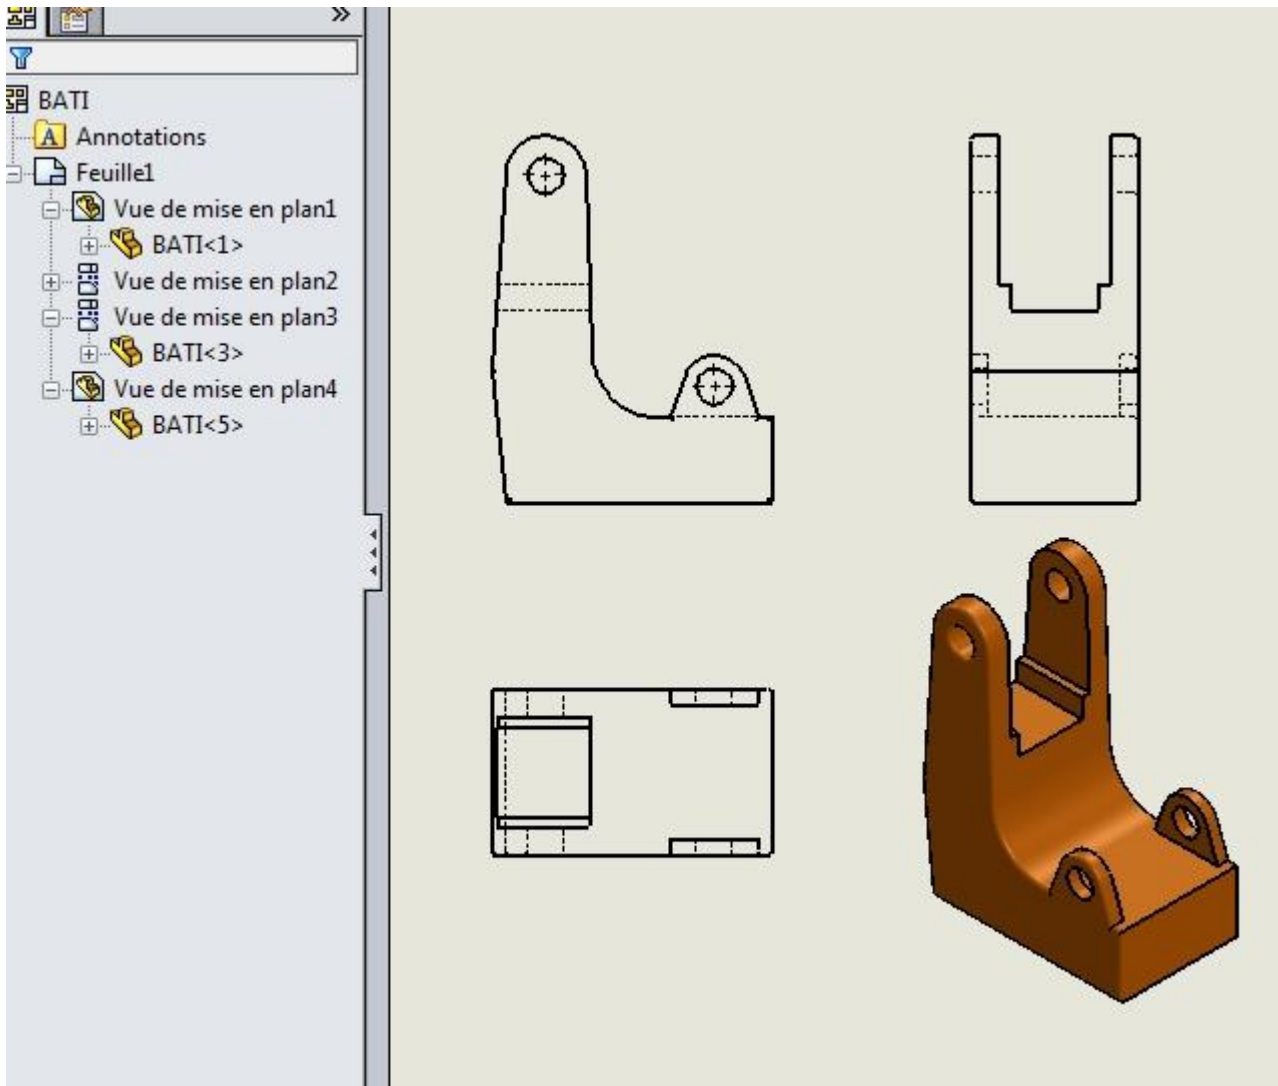 »
BATI
A Annotations
Feuille1
Vue de mise en plan1
BATI<1>
Vue de mise en plan2
Vue de mise en plan3
BATI<3>
Vue de mise en plan4
BATI<5>